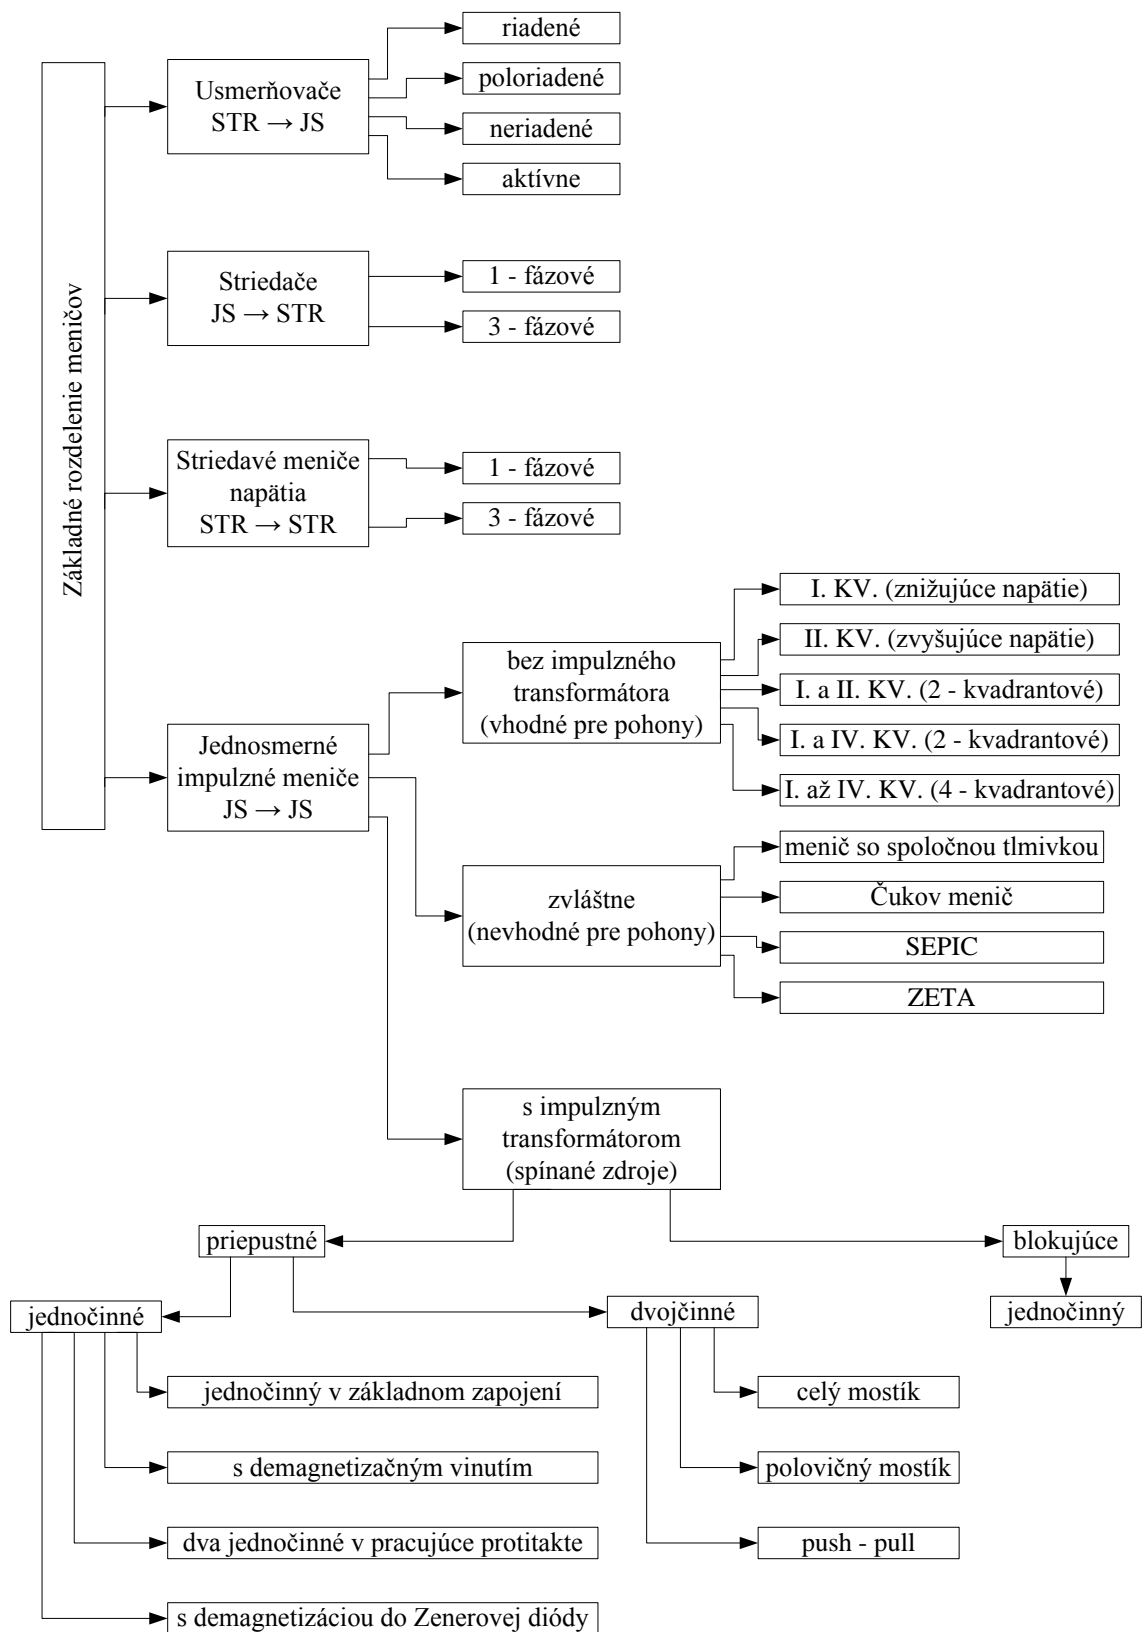 Základné rozdelenie meničov
Usmerňovače
STR → JS
riadené
poloriadené
neriadené
aktívne
Striedače
JS → STR
1 - fázové
3 - fázové
Striedavé meniče
napätia
STR → STR
1 - fázové
3 - fázové
Jednosmerné
impulzné meniče
JS → JS
bez impulzného
transformátora
(vhodné pre pohony)
I. KV. (znižujúce napätie)
II. KV. (zvyšujúce napätie)
I. a II. KV. (2 - kvadrantové)
I. a IV. KV. (2 - kvadrantové)
I. až IV. KV. (4 - kvadrantové)
zvláštne
(nevhodné pre pohony)
menič so spoločnou tlmivkou
Čukov menič
SEPIC
ZETA
s impulzným
transformátorom
(spínané zdroje)
priepustné
blokujúce
jednočinné
dvojčinné
jednočinný
jednočinný v základnom zapojení
s demagnetizačným vinutím
dva jednočinné v pracujúce protitakte
s demagnetizáciou do Zenerovej diódy
celý mostík
polovičný mostík
push - pull